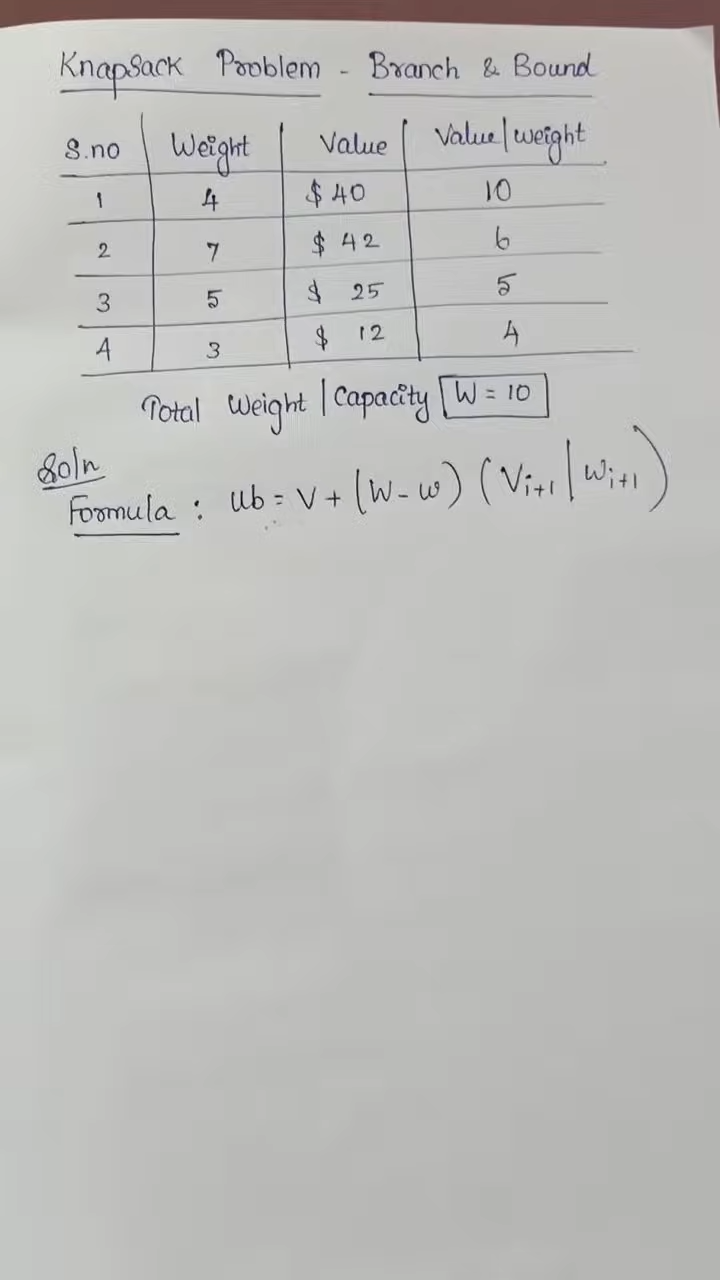 Knapsack Problem - Branch & Bound
S.no Weight Value Value/weight
1 4 $ 40 10
2 7 $ 42 6
3 5 $ 25 5
4 3 $ 12 4
Total Weight | Capacity W = 10
Soln
Formula : ub = v + (W - w) (Vi+1 | wi+1)